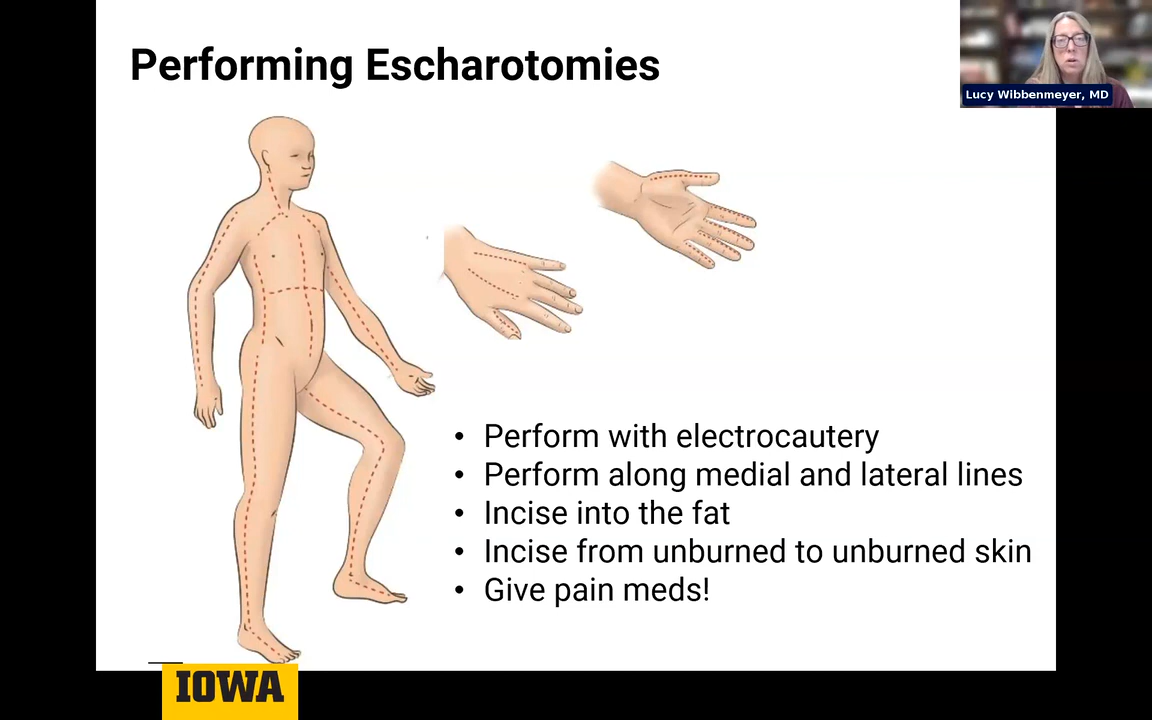 Performing Escharotomies
Lucy Wibbenmeyer, MD
• Perform with electrocautery
• Perform along medial and lateral lines
• Incise into the fat
• Incise from unburned to unburned skin
• Give pain meds!
IOWA